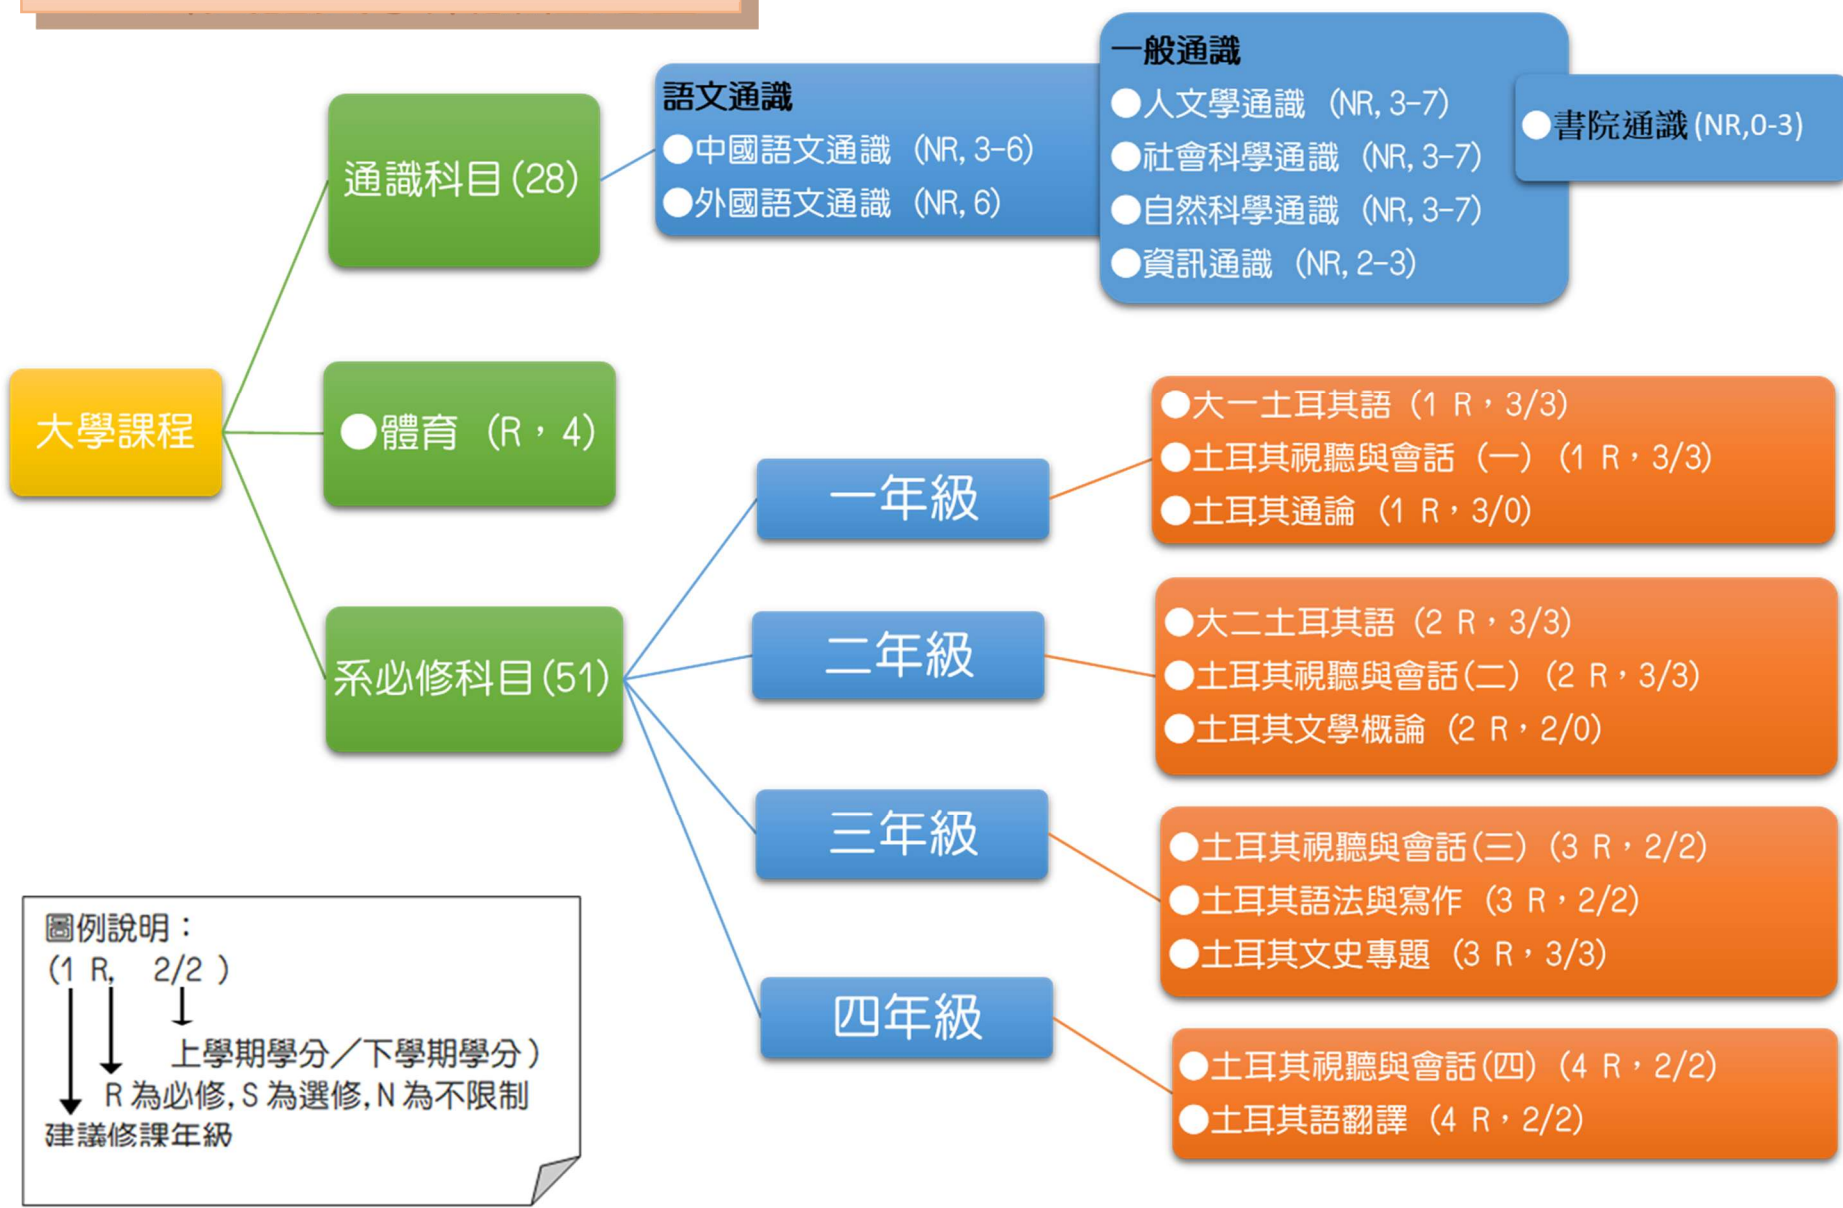 一般通識
●人文學通識 (NR, 3-7)
●社會科學通識 (NR, 3-7)
●自然科學通識 (NR, 3-7)
●資訊通識 (NR, 2-3)
語文通識
●中國語文通識 (NR, 3-6)
●外國語文通識 (NR, 6)
●書院通識(NR,0-3)
通識科目(28)
大學課程
●體育 (R，4)
系必修科目(51)
一年級
●大一土耳其語 (1 R，3/3)
●土耳其視聽與會話 (一) (1 R，3/3)
●土耳其通論 (1 R，3/0)
二年級
●大二土耳其語 (2 R，3/3)
●土耳其視聽與會話(二) (2 R，3/3)
●土耳其文學概論 (2 R，2/0)
三年級
●土耳其視聽與會話(三) (3 R，2/2)
●土耳其語法與寫作 (3 R，2/2)
●土耳其文史專題 (3 R，3/3)
四年級
●土耳其視聽與會話(四) (4 R，2/2)
●土耳其語翻譯 (4 R，2/2)
圖例說明：
(1 R, 2/2 )
上學期學分／下學期學分)
R 為必修, S 為選修, N 為不限制
建議修課年級